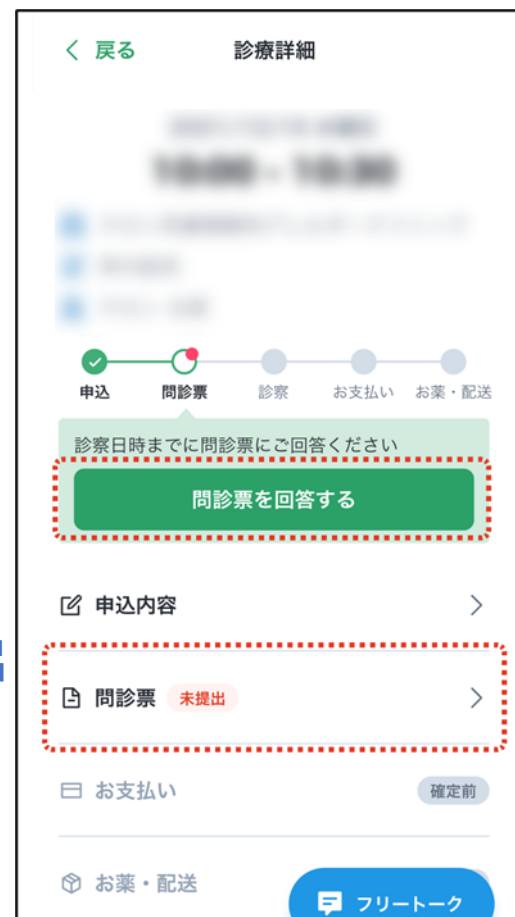 戻る 診療詳細
申込 問診票 診察 お支払い お薬・配送
診察日時までに問診票にご回答ください
問診票を回答する
申込内容
問診票 未提出
お支払い 確定前
お薬・配送
フリートーク